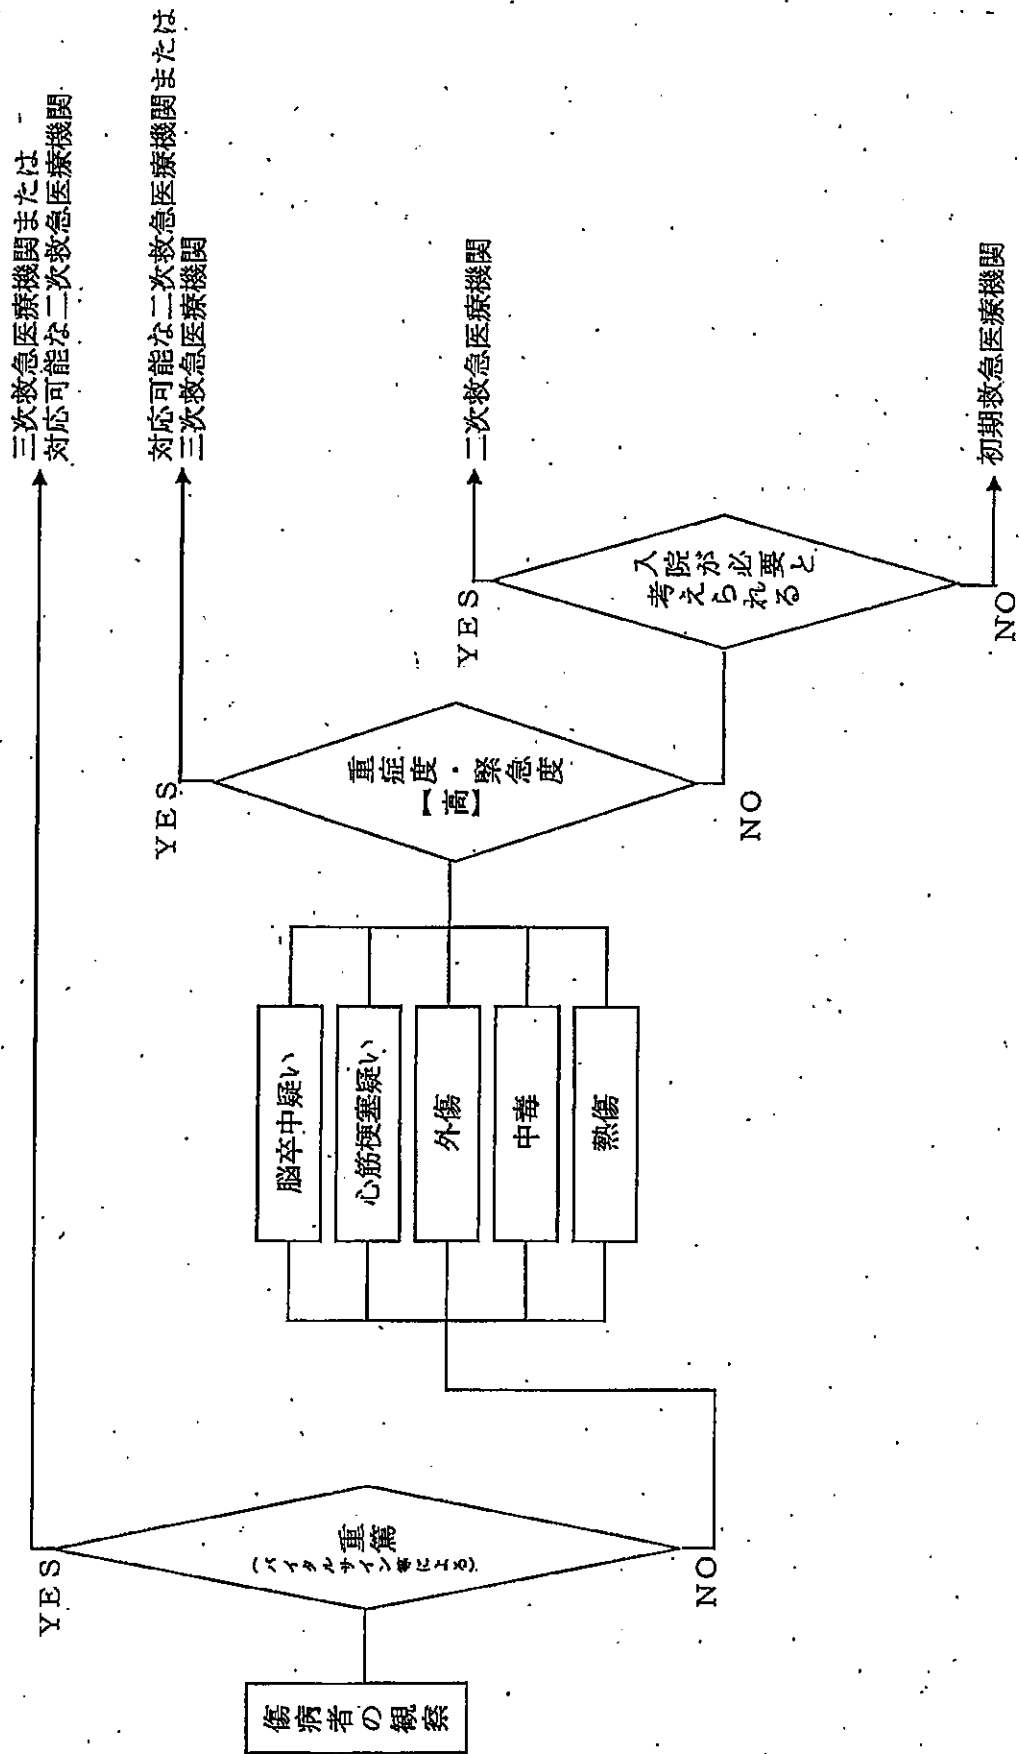 傷病者の観察
重篤
(バイタルサイン等による)
YES
NO
三次救急医療機関または
対応可能な二次救急医療機関
脳卒中疑い
心筋梗塞疑い
外傷
中毒
熱傷
重症度・緊急度
【高】
YES
NO
対応可能な二次救急医療機関または
三次救急医療機関
入院が必要と
考えられる
YES
NO
二次救急医療機関
初期救急医療機関